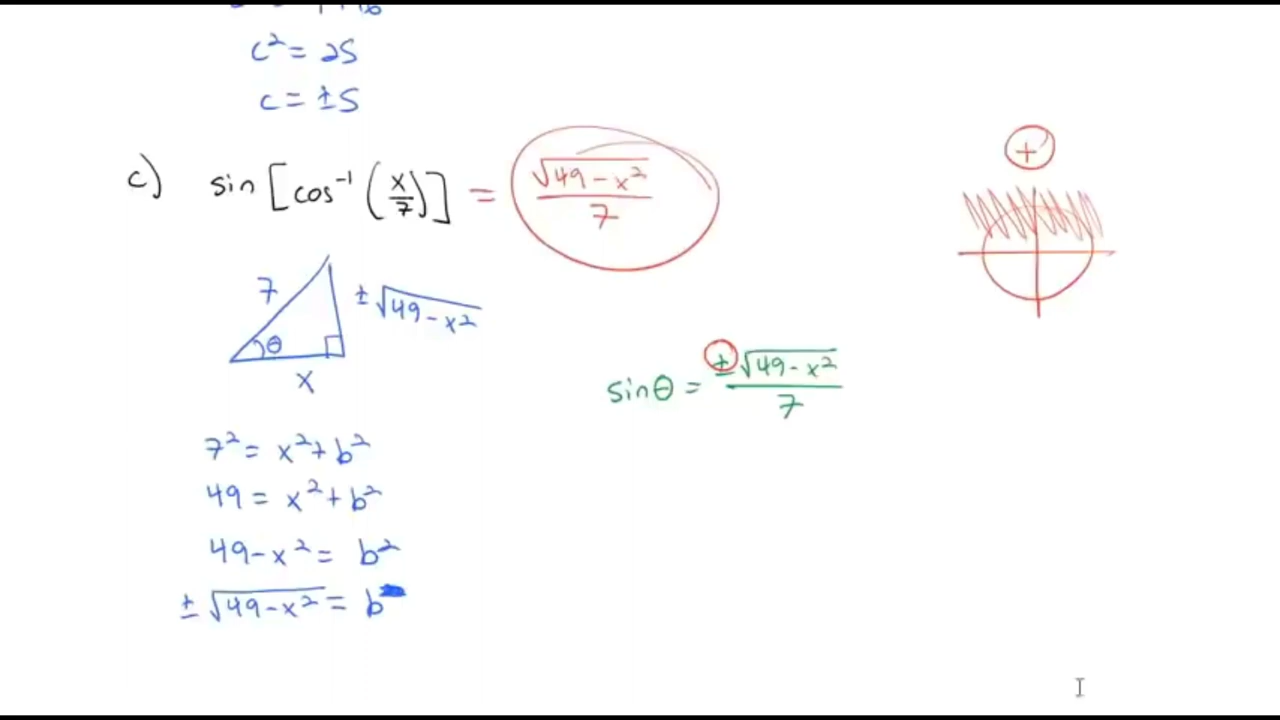 c² = 25
c = ±5
c) sin[cos⁻¹(x/7)] = √(49-x²)/7
+
7
± √(49-x²)
θ
x
sinθ = ± √(49-x²)/7
7² = x²+b²
49 = x²+b²
49-x² = b²
± √(49-x²) = b